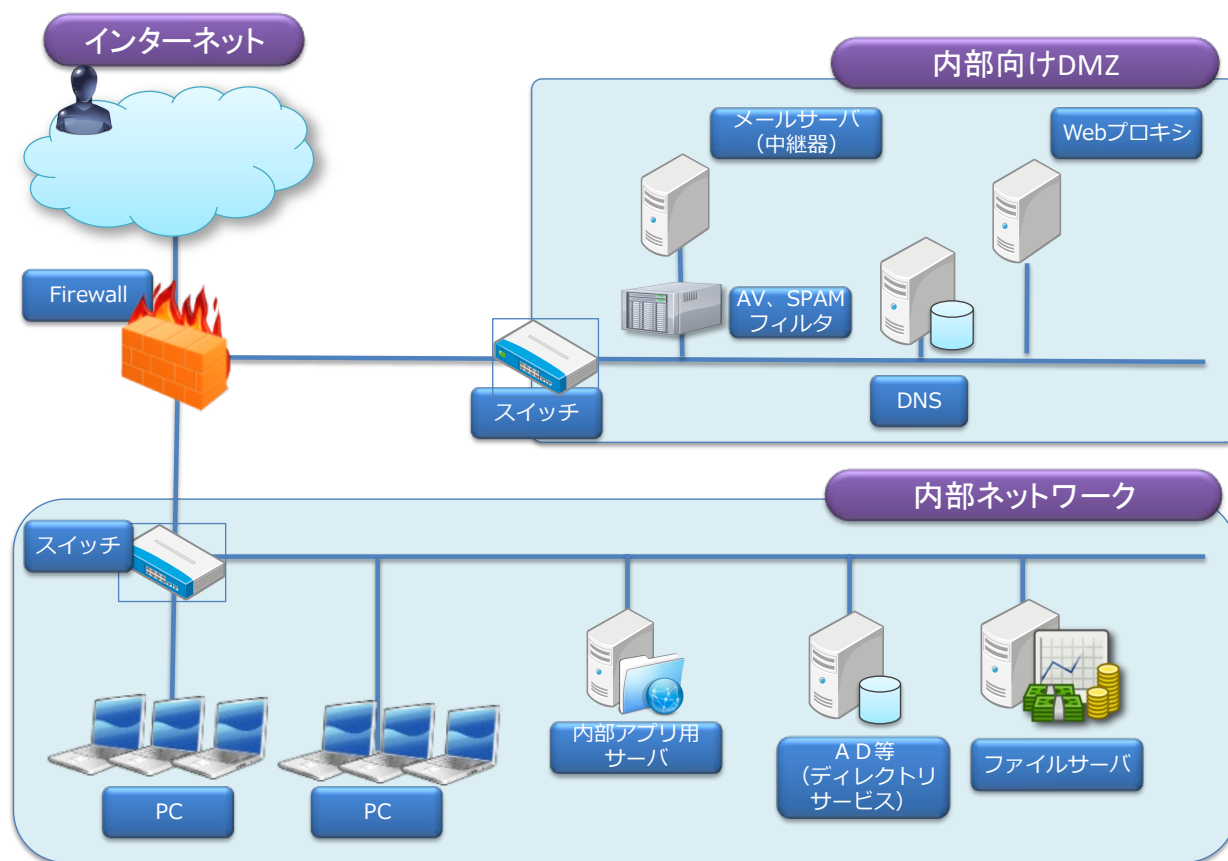 インターネット
内部向けDMZ
メールサーバ
（中継器）
Webプロキシ
Firewall
AV、SPAM
フィルタ
スイッチ
DNS
内部ネットワーク
スイッチ
内部アプリ用
サーバ
ＡＤ等
（ディレクトリ
サービス）
ファイルサーバ
PC
PC